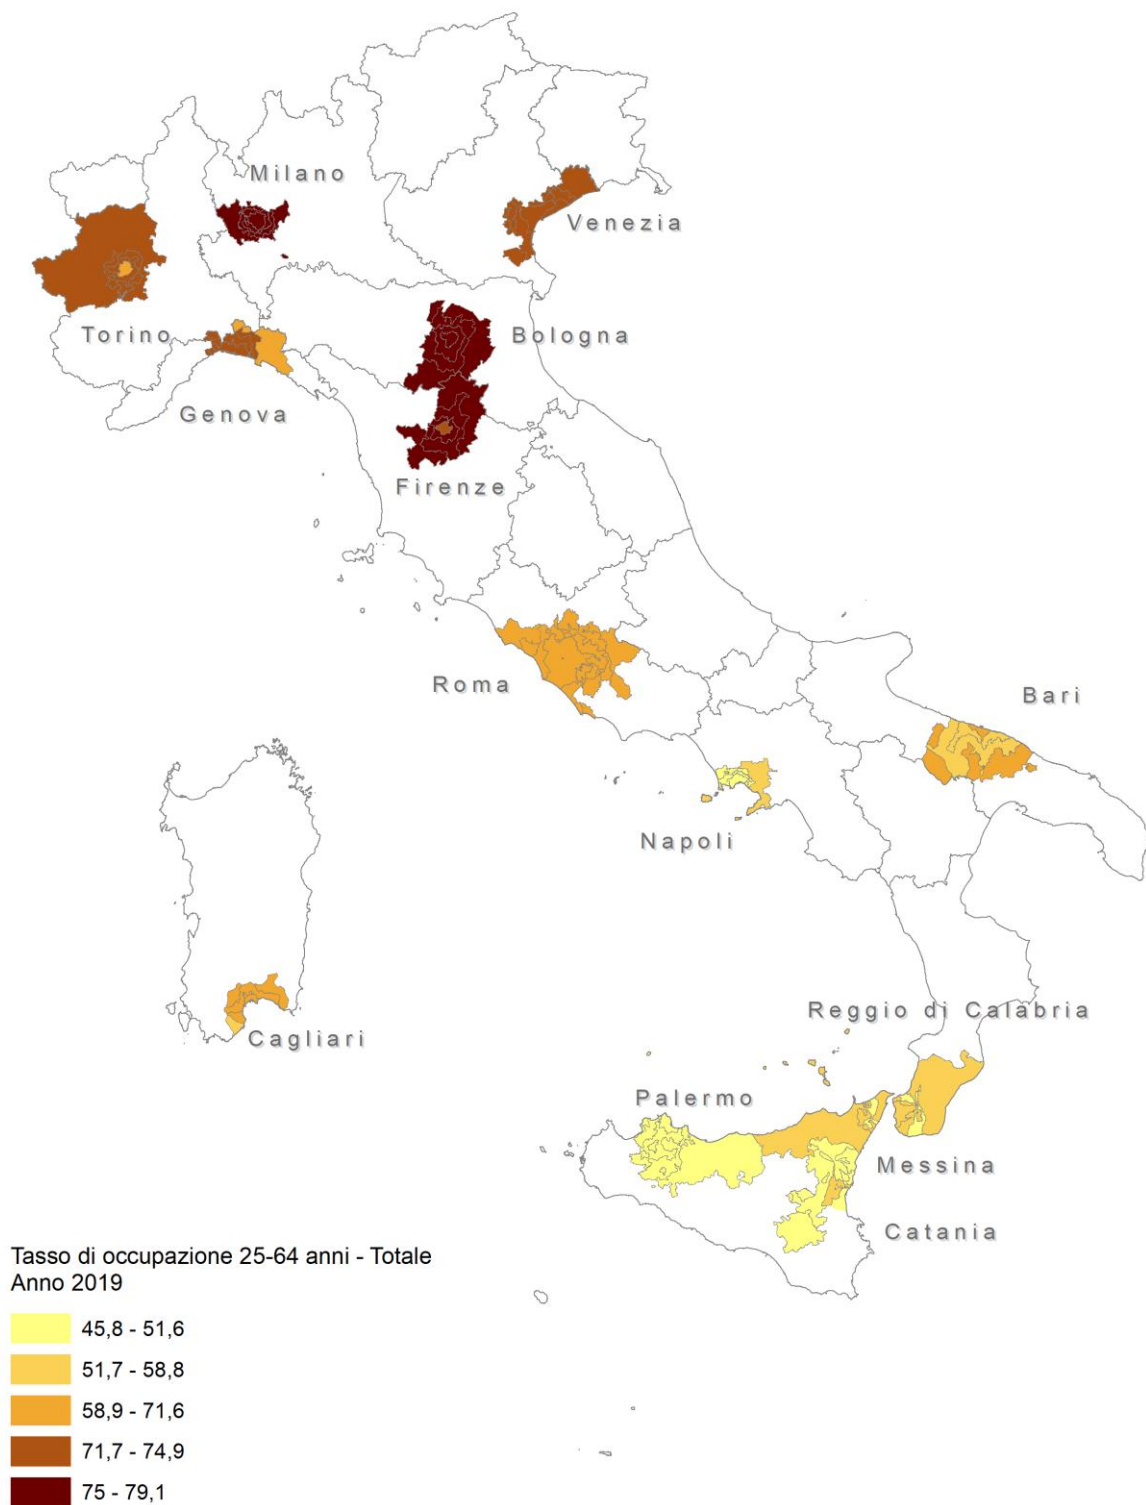 Milano
Venezia
Torino
Bologna
Genova
Firenze
Roma
Bari
Napoli
Reggio di Calabria
Cagliari
Palermo
Messina
Catania
Tasso di occupazione 25-64 anni - Totale
Anno 2019
45,8 - 51,6
51,7 - 58,8
58,9 - 71,6
71,7 - 74,9
75 - 79,1